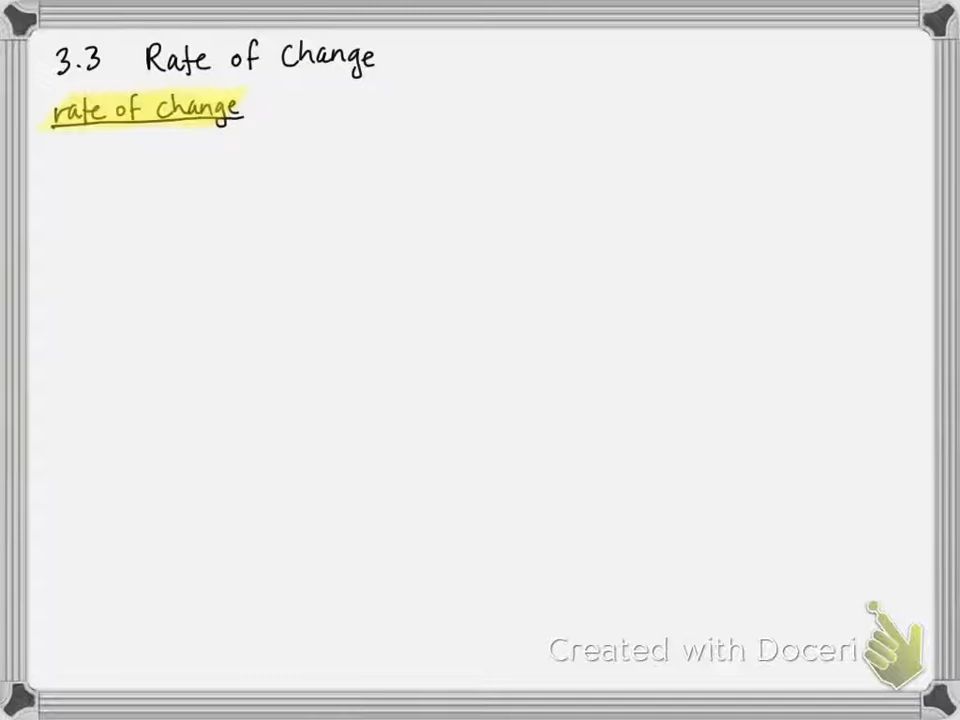 3.3 Rate of Change
rate of change
Created with Doceri